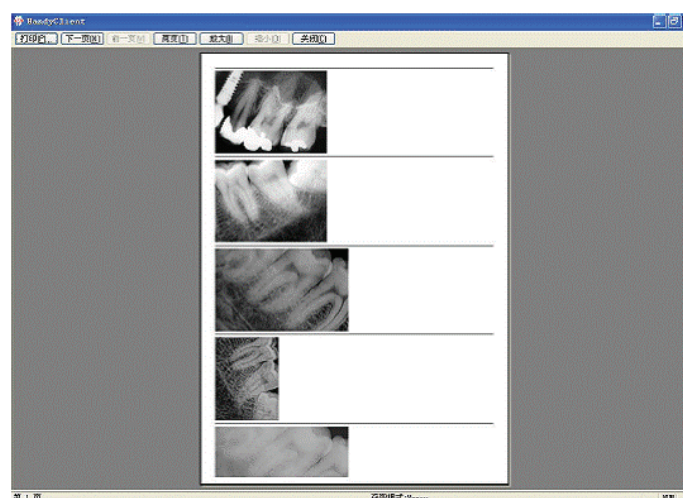 HandyClient
打印(P)... 下一页(N) 前一页(V) 两页(T) 放大(I) 缩小(O) 关闭(C)
第 1 页